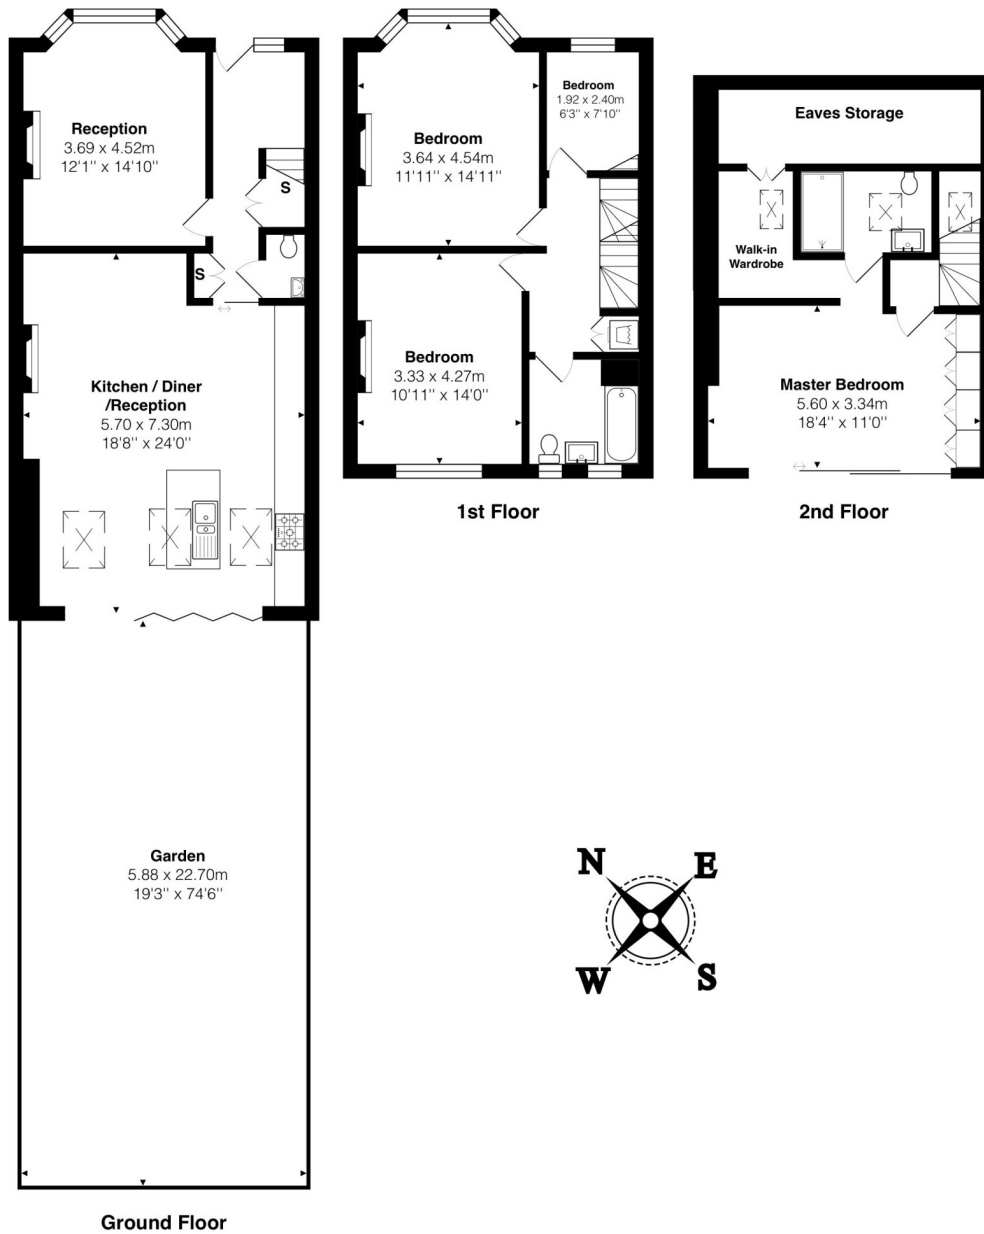 Reception
3.69 x 4.52m
12'1'' x 14'10''
S
S
Kitchen / Diner
/Reception
5.70 x 7.30m
18'8'' x 24'0''
Garden
5.88 x 22.70m
19'3'' x 74'6''
Ground Floor
Bedroom
3.64 x 4.54m
11'11'' x 14'11''
Bedroom
1.92 x 2.40m
6'3'' x 7'10''
Bedroom
3.33 x 4.27m
10'11'' x 14'0''
1st Floor
Eaves Storage
Walk-in
Wardrobe
Master Bedroom
5.60 x 3.34m
18'4'' x 11'0''
2nd Floor
N E
W S